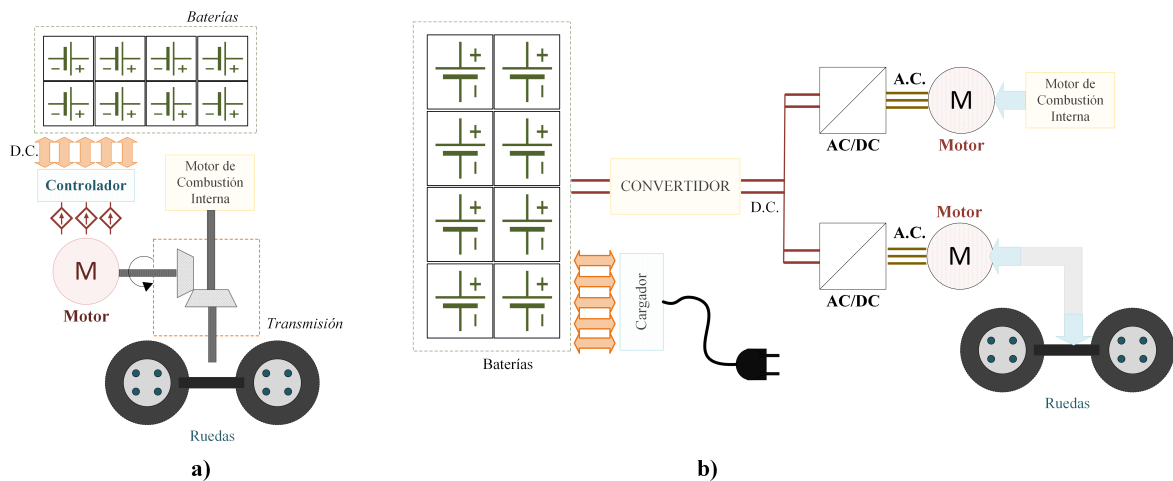 Baterías
D.C.
Controlador
Motor de
Combustión
Interna
M
Motor
Transmisión
Ruedas
a)
Baterías
CONVERTIDOR
D.C.
Cargador
AC/DC
A.C.
M
Motor
Motor de
Combustión
Interna
Motor
A.C.
M
AC/DC
Ruedas
b)